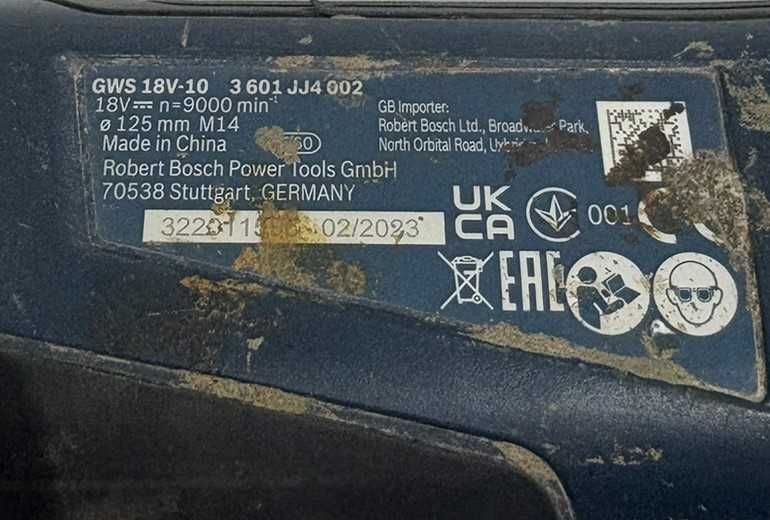 GWS 18V-10 3 601 JJ4 002
18V⎓ n=9000 min⁻¹
ø 125 mm M14
Made in China
Robert Bosch Power Tools GmbH
70538 Stuttgart, GERMANY
02/2023
GB Importer:
Robert Bosch Ltd., Park,
North Orbital Road,
UK
CA
001
CE
EAC